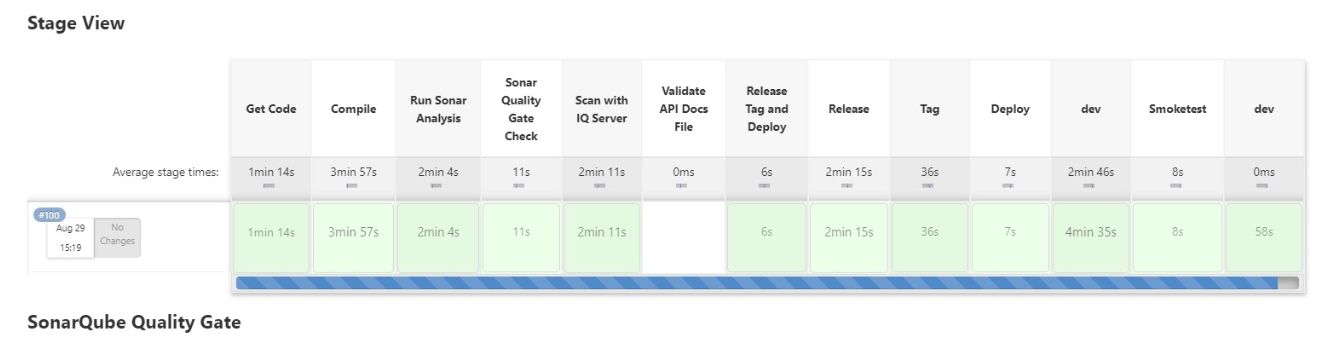 Stage View
Get Code
Compile
Run Sonar
Analysis
Sonar
Quality
Gate
Check
Scan with
IQ Server
Validate
API Docs
File
Release
Tag and
Deploy
Release
Tag
Deploy
dev
Smoketest
dev
Average stage times:
1min 14s
3min 57s
2min 4s
11s
2min 11s
0ms
6s
2min 15s
36s
7s
2min 46s
8s
0ms
#100
Aug 29
15:19
No
Changes
1min 14s
3min 57s
2min 4s
11s
2min 11s
6s
2min 15s
36s
7s
4min 35s
8s
58s
SonarQube Quality Gate